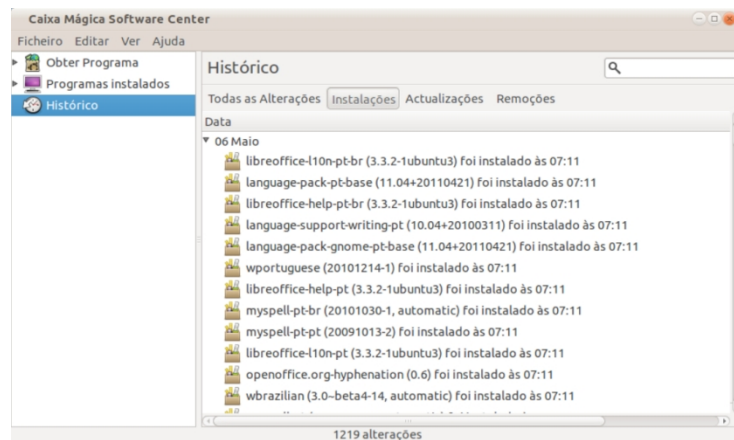 Caixa Mágica Software Center
Ficheiro Editar Ver Ajuda
Obter Programa
Programas instalados
Histórico
Histórico
Todas as Alterações Instalações Actualizações Remoções
Data
06 Maio
libreoffice-l10n-pt-br (3.3.2-1ubuntu3) foi instalado às 07:11
language-pack-pt-base (11.04+20110421) foi instalado às 07:11
libreoffice-help-pt-br (3.3.2-1ubuntu3) foi instalado às 07:11
language-support-writing-pt (10.04+20100311) foi instalado às 07:11
language-pack-gnome-pt-base (11.04+20110421) foi instalado às 07:11
wportuguese (20101214-1) foi instalado às 07:11
libreoffice-help-pt (3.3.2-1ubuntu3) foi instalado às 07:11
myspell-pt-br (20101030-1, automatic) foi instalado às 07:11
myspell-pt-pt (20091013-2) foi instalado às 07:11
libreoffice-l10n-pt (3.3.2-1ubuntu3) foi instalado às 07:11
openoffice.org-hyphenation (0.6) foi instalado às 07:11
wbrazilian (3.0~beta4-14, automatic) foi instalado às 07:11
1219 alterações